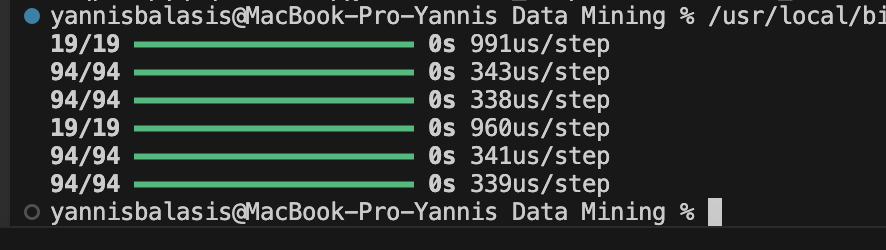 yannisbalasis@MacBook-Pro-Yannis Data Mining % /usr/local/bi
19/19 0s 991us/step
94/94 0s 343us/step
94/94 0s 338us/step
19/19 0s 960us/step
94/94 0s 341us/step
94/94 0s 339us/step
yannisbalasis@MacBook-Pro-Yannis Data Mining %